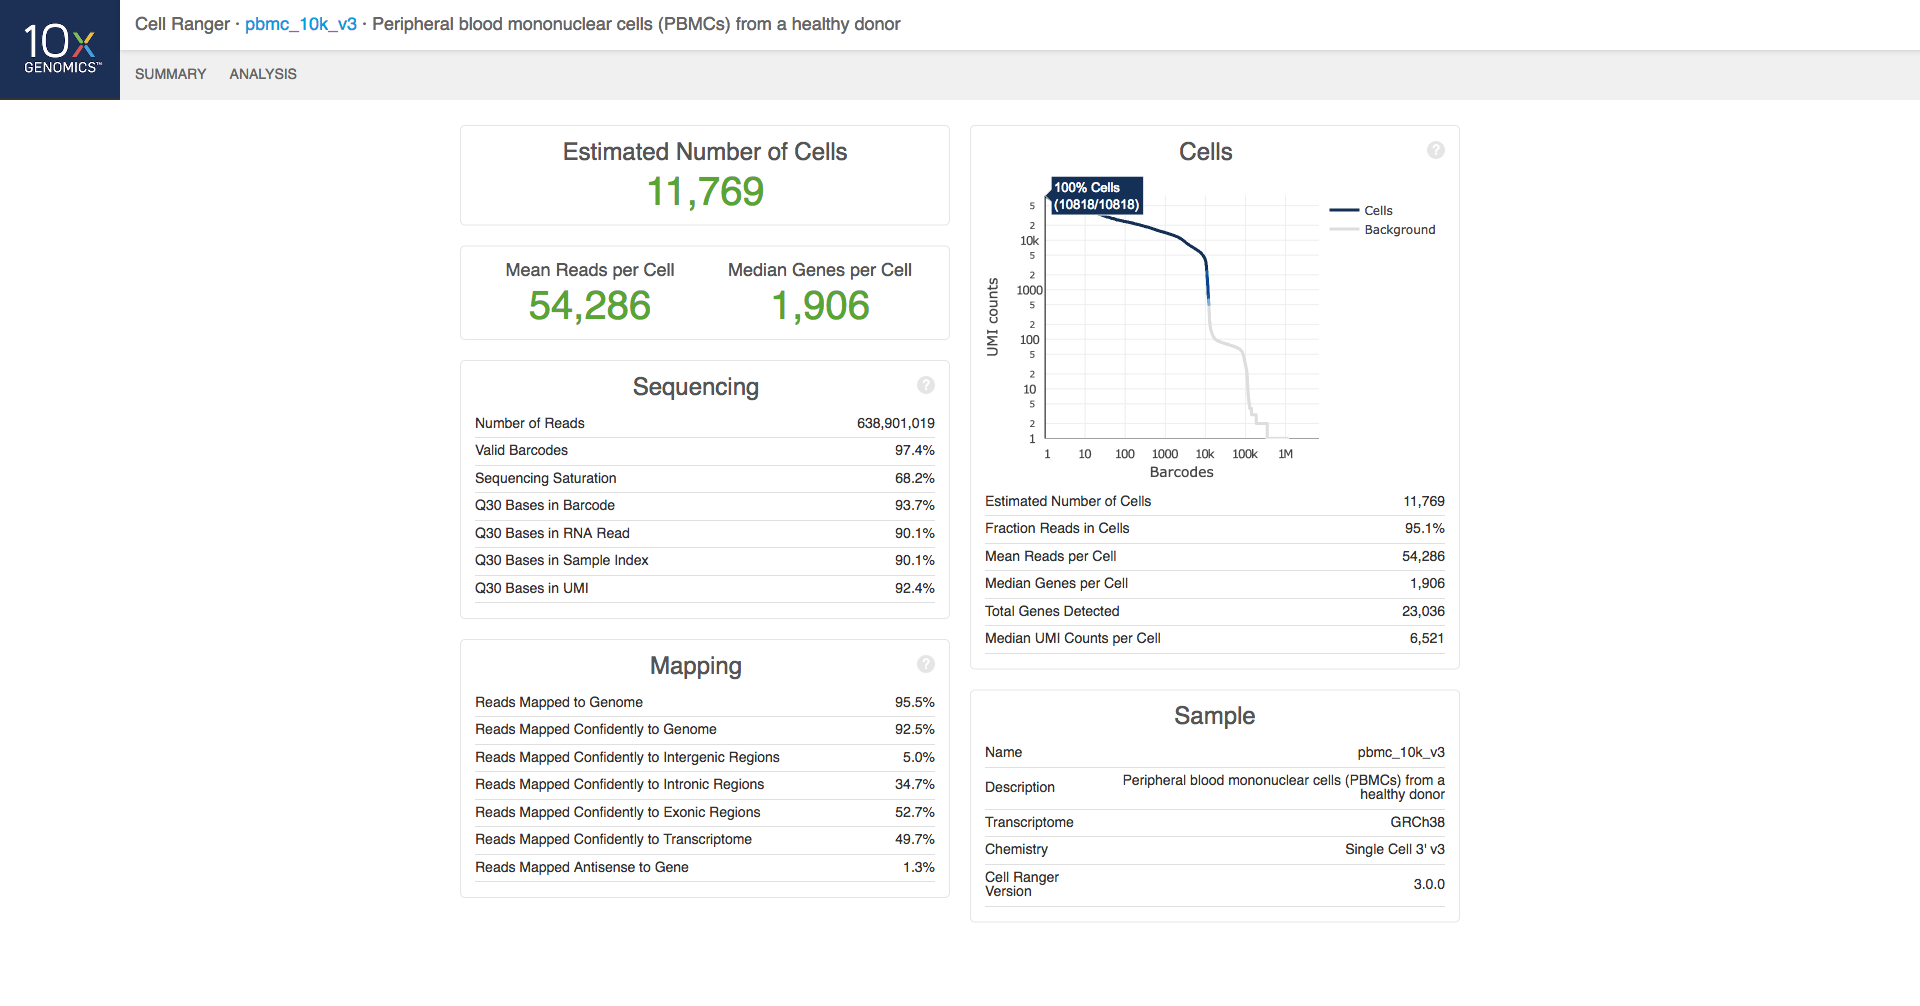 10x
GENOMICS™
Cell Ranger · pbmc_10k_v3 · Peripheral blood mononuclear cells (PBMCs) from a healthy donor
SUMMARY ANALYSIS
Estimated Number of Cells
11,769
Mean Reads per Cell Median Genes per Cell
54,286 1,906
Sequencing ?
Number of Reads 638,901,019
Valid Barcodes 97.4%
Sequencing Saturation 68.2%
Q30 Bases in Barcode 93.7%
Q30 Bases in RNA Read 90.1%
Q30 Bases in Sample Index 90.1%
Q30 Bases in UMI 92.4%
Mapping ?
Reads Mapped to Genome 95.5%
Reads Mapped Confidently to Genome 92.5%
Reads Mapped Confidently to Intergenic Regions 5.0%
Reads Mapped Confidently to Intronic Regions 34.7%
Reads Mapped Confidently to Exonic Regions 52.7%
Reads Mapped Confidently to Transcriptome 49.7%
Reads Mapped Antisense to Gene 1.3%
Cells ?
100% Cells
(10818/10818)
Cells
Background
UMI counts
5
2
10k
5
2
1000
5
2
100
5
2
10
5
2
1
1 10 100 1000 10k 100k 1M
Barcodes
Estimated Number of Cells 11,769
Fraction Reads in Cells 95.1%
Mean Reads per Cell 54,286
Median Genes per Cell 1,906
Total Genes Detected 23,036
Median UMI Counts per Cell 6,521
Sample
Name pbmc_10k_v3
Description Peripheral blood mononuclear cells (PBMCs) from a
healthy donor
Transcriptome GRCh38
Chemistry Single Cell 3' v3
Cell Ranger
Version 3.0.0